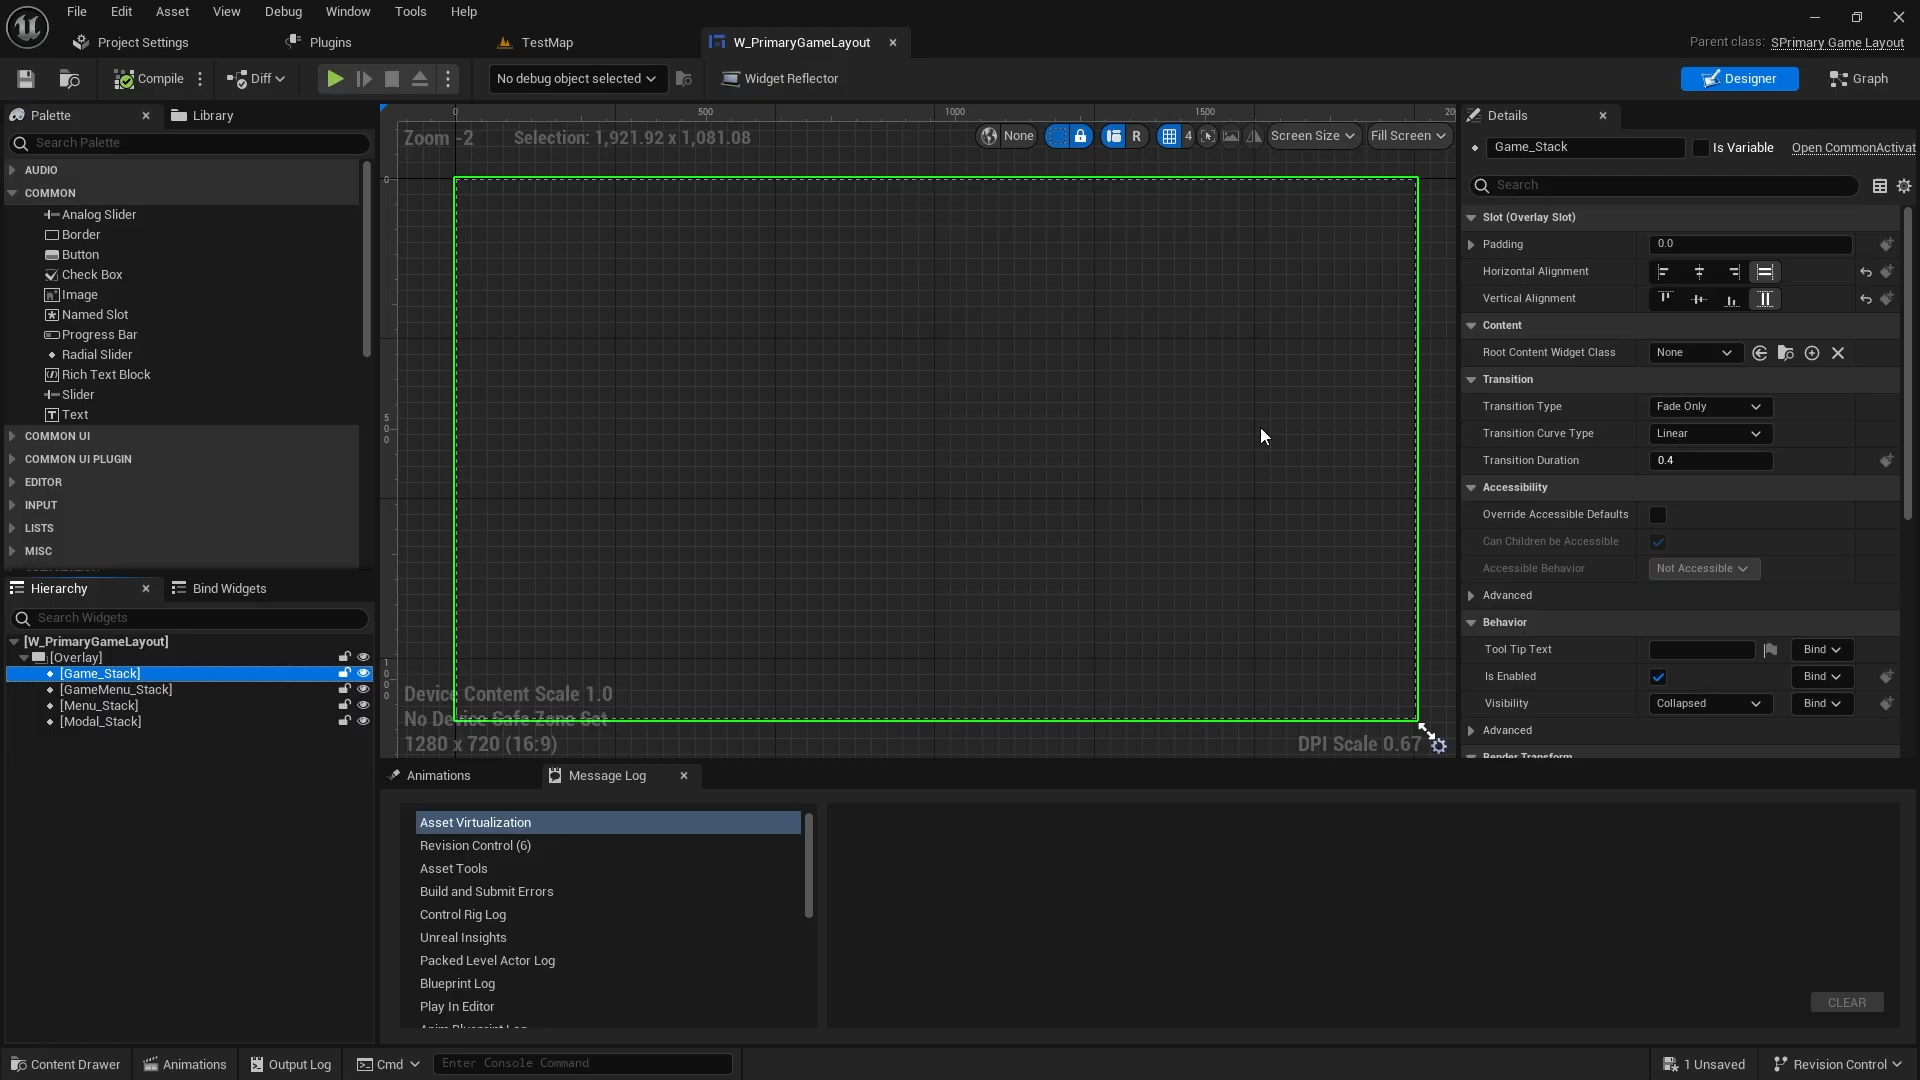 File Edit Asset View Debug Window Tools Help
Project Settings
Plugins
TestMap
W_PrimaryGameLayout
Parent class: SPrimary Game Layout
Compile
Diff
No debug object selected
Widget Reflector
Designer
Graph
Palette
Library
Search Palette
AUDIO
COMMON
Analog Slider
Border
Button
Check Box
Image
Named Slot
Progress Bar
Radial Slider
Rich Text Block
Slider
Text
COMMON UI
COMMON UI PLUGIN
EDITOR
INPUT
LISTS
MISC
Hierarchy
Bind Widgets
Search Widgets
[W_PrimaryGameLayout]
[Overlay]
[Game_Stack]
[GameMenu_Stack]
[Menu_Stack]
[Modal_Stack]
0 500 1000 1500 20
Zoom -2
Selection: 1,921.92 x 1,081.08
None
R
4
Screen Size
Fill Screen
0
500
1000
Device Content Scale 1.0
No Device Safe Zone Set
1280 x 720 (16:9)
DPI Scale 0.67
Details
Game_Stack
Is Variable
Open CommonActivat
Search
Slot (Overlay Slot)
Padding 0.0
Horizontal Alignment
Vertical Alignment
Content
Root Content Widget Class None
Transition
Transition Type Fade Only
Transition Curve Type Linear
Transition Duration 0.4
Accessibility
Override Accessible Defaults
Can Children be Accessible
Accessible Behavior Not Accessible
Advanced
Behavior
Tool Tip Text Bind
Is Enabled Bind
Visibility Collapsed Bind
Advanced
Render Transform
Animations
Message Log
Asset Virtualization
Revision Control (6)
Asset Tools
Build and Submit Errors
Control Rig Log
Unreal Insights
Packed Level Actor Log
Blueprint Log
Play In Editor
Anim Blueprint Log
CLEAR
Content Drawer
Animations
Output Log
Cmd
Enter Console Command
1 Unsaved
Revision Control